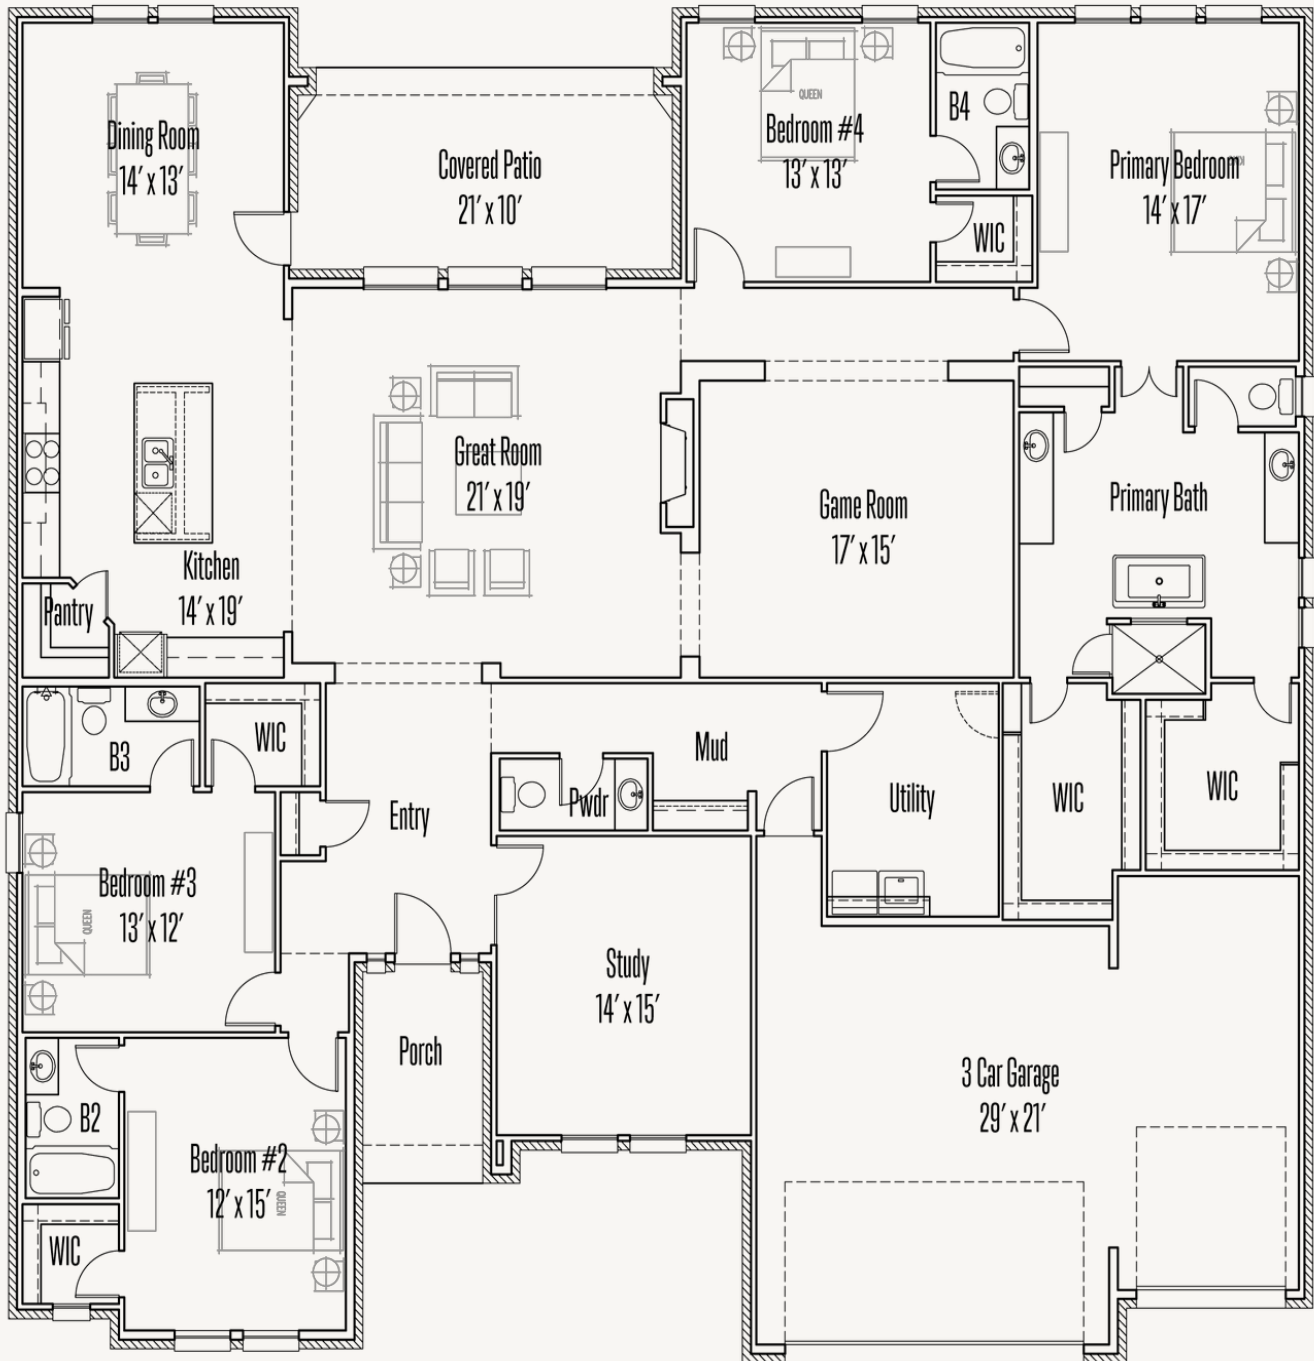 Dining Room
14' x 13'
Covered Patio
21' x 10'
QUEEN
Bedroom #4
13' x 13'
B4
WIC
Primary Bedroom
14' x 17'
Great Room
21' x 19'
Game Room
17' x 15'
Primary Bath
Kitchen
14' x 19'
Pantry
B3
WIC
Entry
Pwdr
Mud
Utility
WIC
WIC
Bedroom #3
13' x 12'
QUEEN
Study
14' x 15'
Porch
3 Car Garage
29' x 21'
B2
Bedroom #2
12' x 15'
QUEEN
WIC